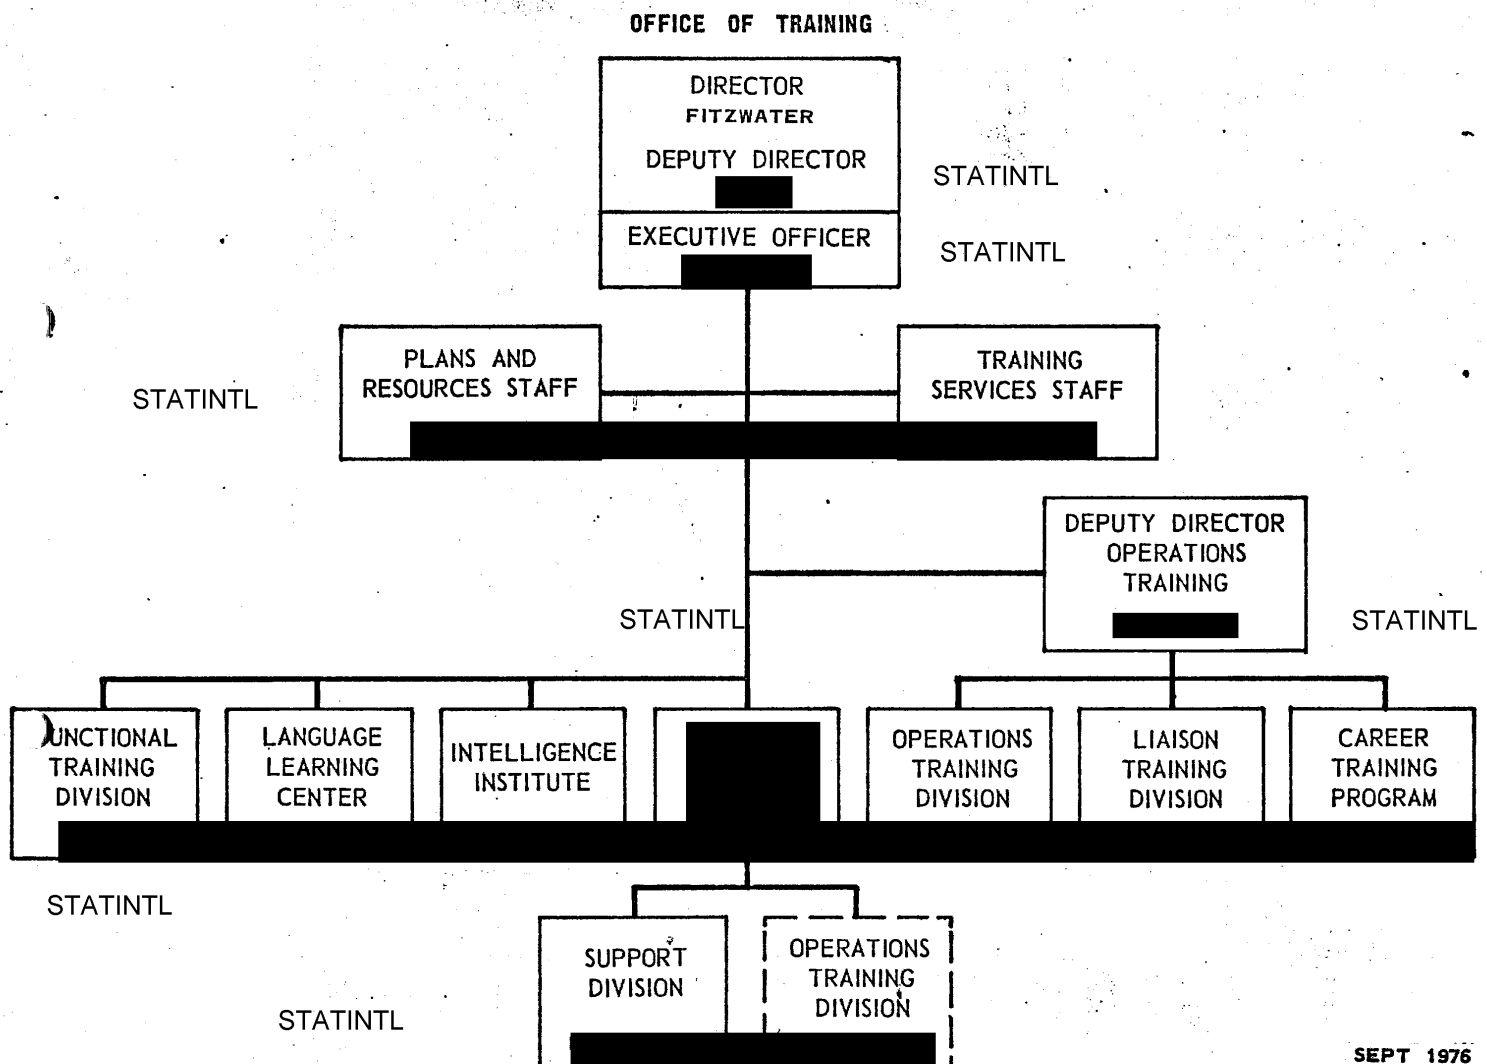 OFFICE OF TRAINING
DIRECTOR
FITZWATER
DEPUTY DIRECTOR
STATINTL
EXECUTIVE OFFICER
STATINTL
PLANS AND
RESOURCES STAFF
TRAINING
SERVICES STAFF
STATINTL
DEPUTY DIRECTOR
OPERATIONS
TRAINING
STATINTL
STATINTL
UNCTIONAL
TRAINING
DIVISION
LANGUAGE
LEARNING
CENTER
INTELLIGENCE
INSTITUTE
OPERATIONS
TRAINING
DIVISION
LIAISON
TRAINING
DIVISION
CAREER
TRAINING
PROGRAM
STATINTL
SUPPORT
DIVISION
OPERATIONS
TRAINING
DIVISION
STATINTL
SEPT 1976